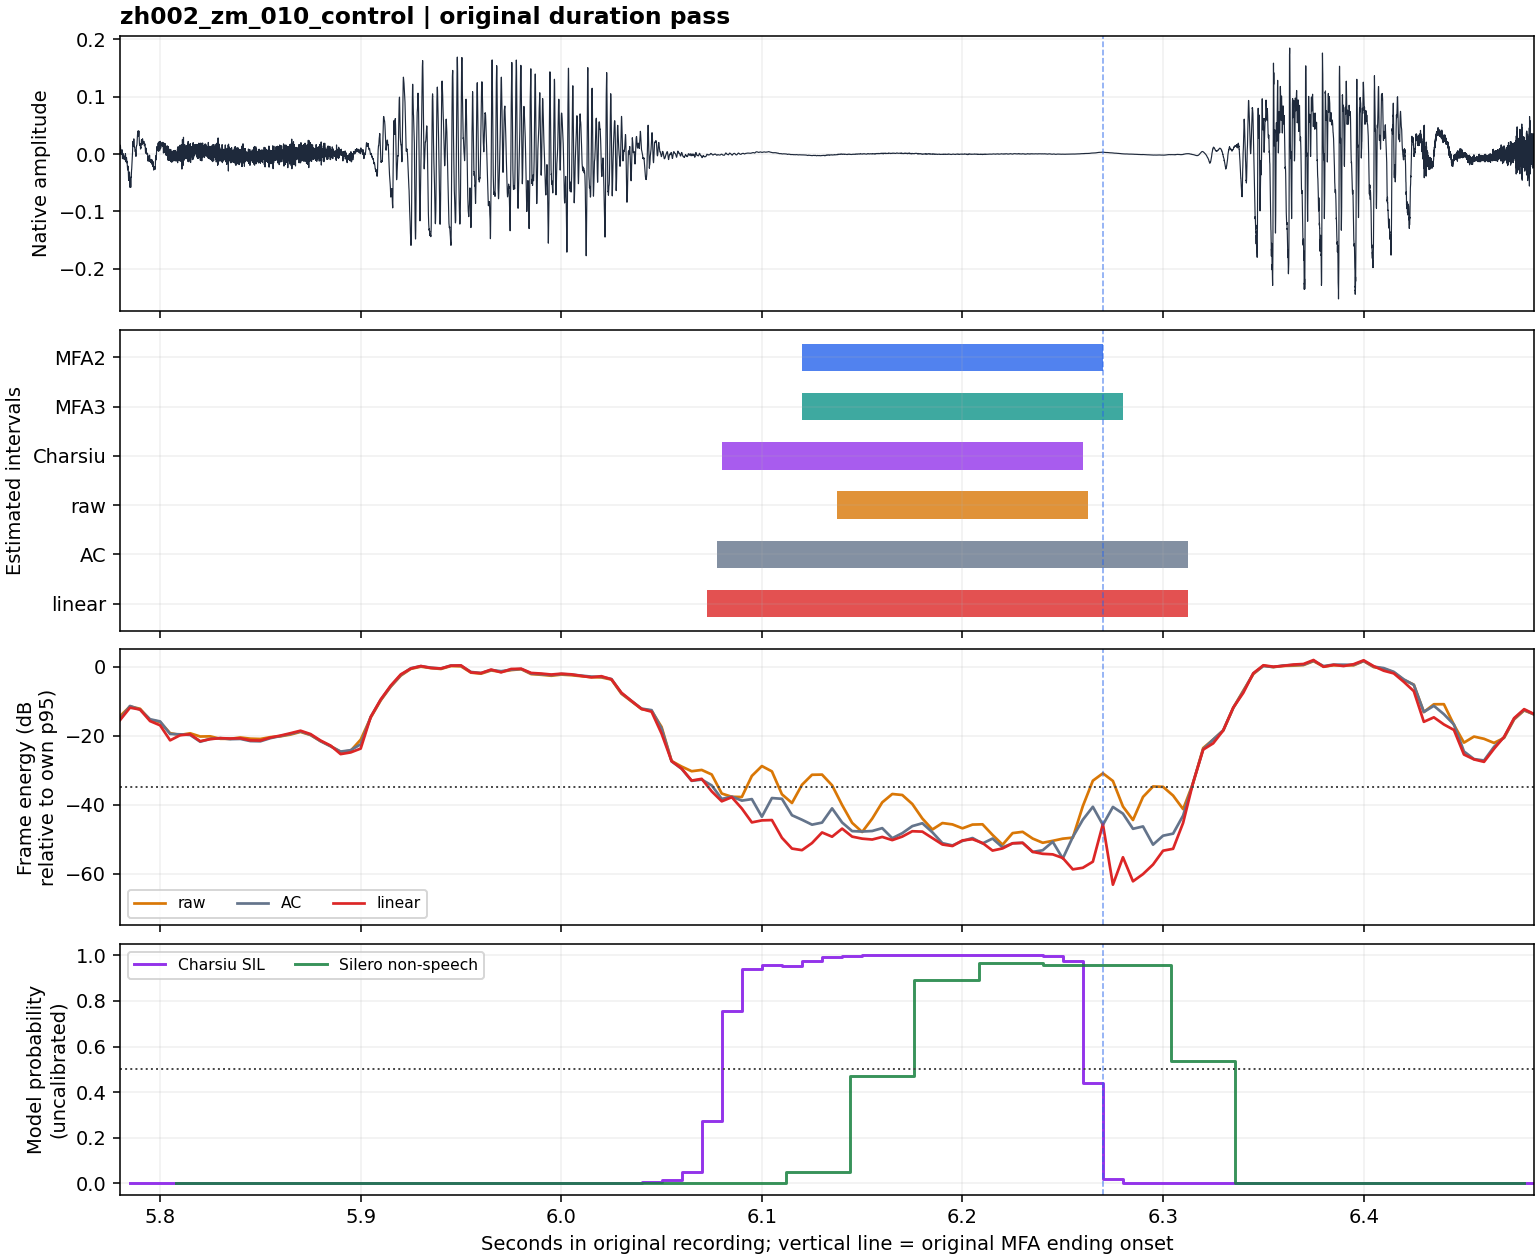 zh002_zm_010_control | original duration pass
Native amplitude
0.2
0.1
0.0
−0.1
−0.2
Estimated intervals
MFA2
MFA3
Charsiu
raw
AC
linear
Frame energy (dB
relative to own p95)
0
−20
−40
−60
raw AC linear
Model probability
(uncalibrated)
1.0
0.8
0.6
0.4
0.2
0.0
Charsiu SIL Silero non-speech
5.8 5.9 6.0 6.1 6.2 6.3 6.4
Seconds in original recording; vertical line = original MFA ending onset